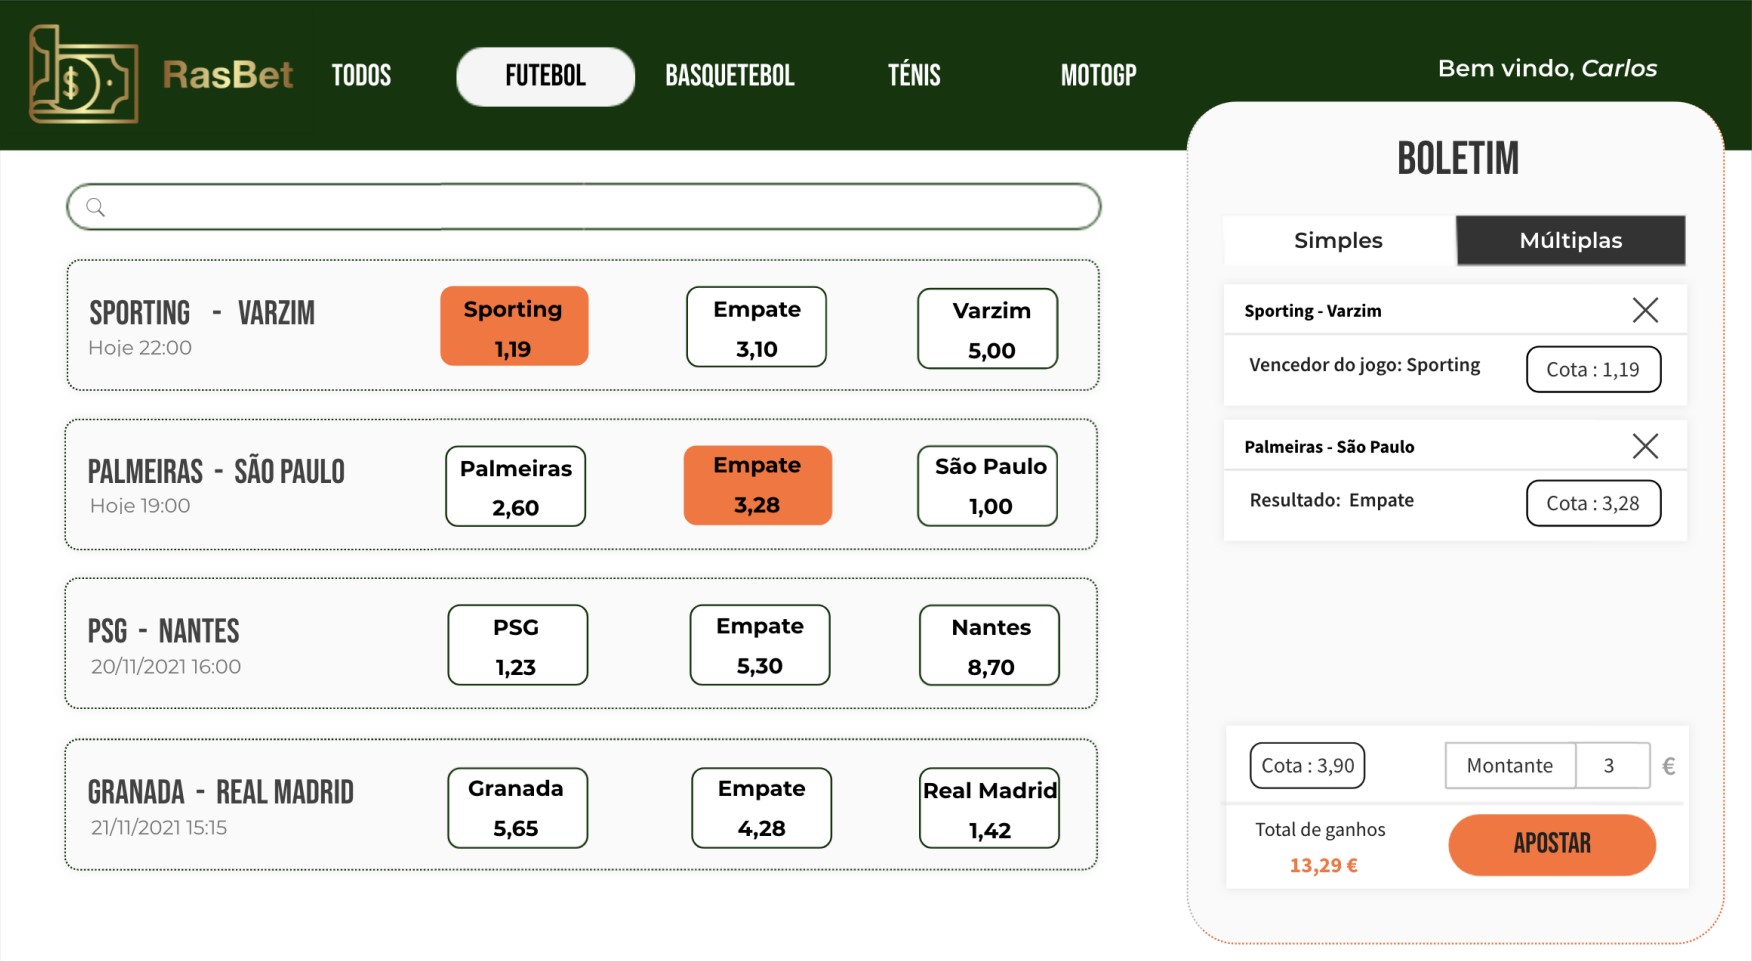 RasBet
TODOS
FUTEBOL
BASQUETEBOL
TÉNIS
MOTOGP
Bem vindo, Carlos
SPORTING - VARZIM
Hoje 22:00
Sporting
1,19
Empate
3,10
Varzim
5,00
PALMEIRAS - SÃO PAULO
Hoje 19:00
Palmeiras
2,60
Empate
3,28
São Paulo
1,00
PSG - NANTES
20/11/2021 16:00
PSG
1,23
Empate
5,30
Nantes
8,70
GRANADA - REAL MADRID
21/11/2021 15:15
Granada
5,65
Empate
4,28
Real Madrid
1,42
BOLETIM
Simples
Múltiplas
Sporting - Varzim
Vencedor do jogo: Sporting
Cota : 1,19
Palmeiras - São Paulo
Resultado: Empate
Cota : 3,28
Cota : 3,90
Montante
3
€
Total de ganhos
13,29 €
APOSTAR